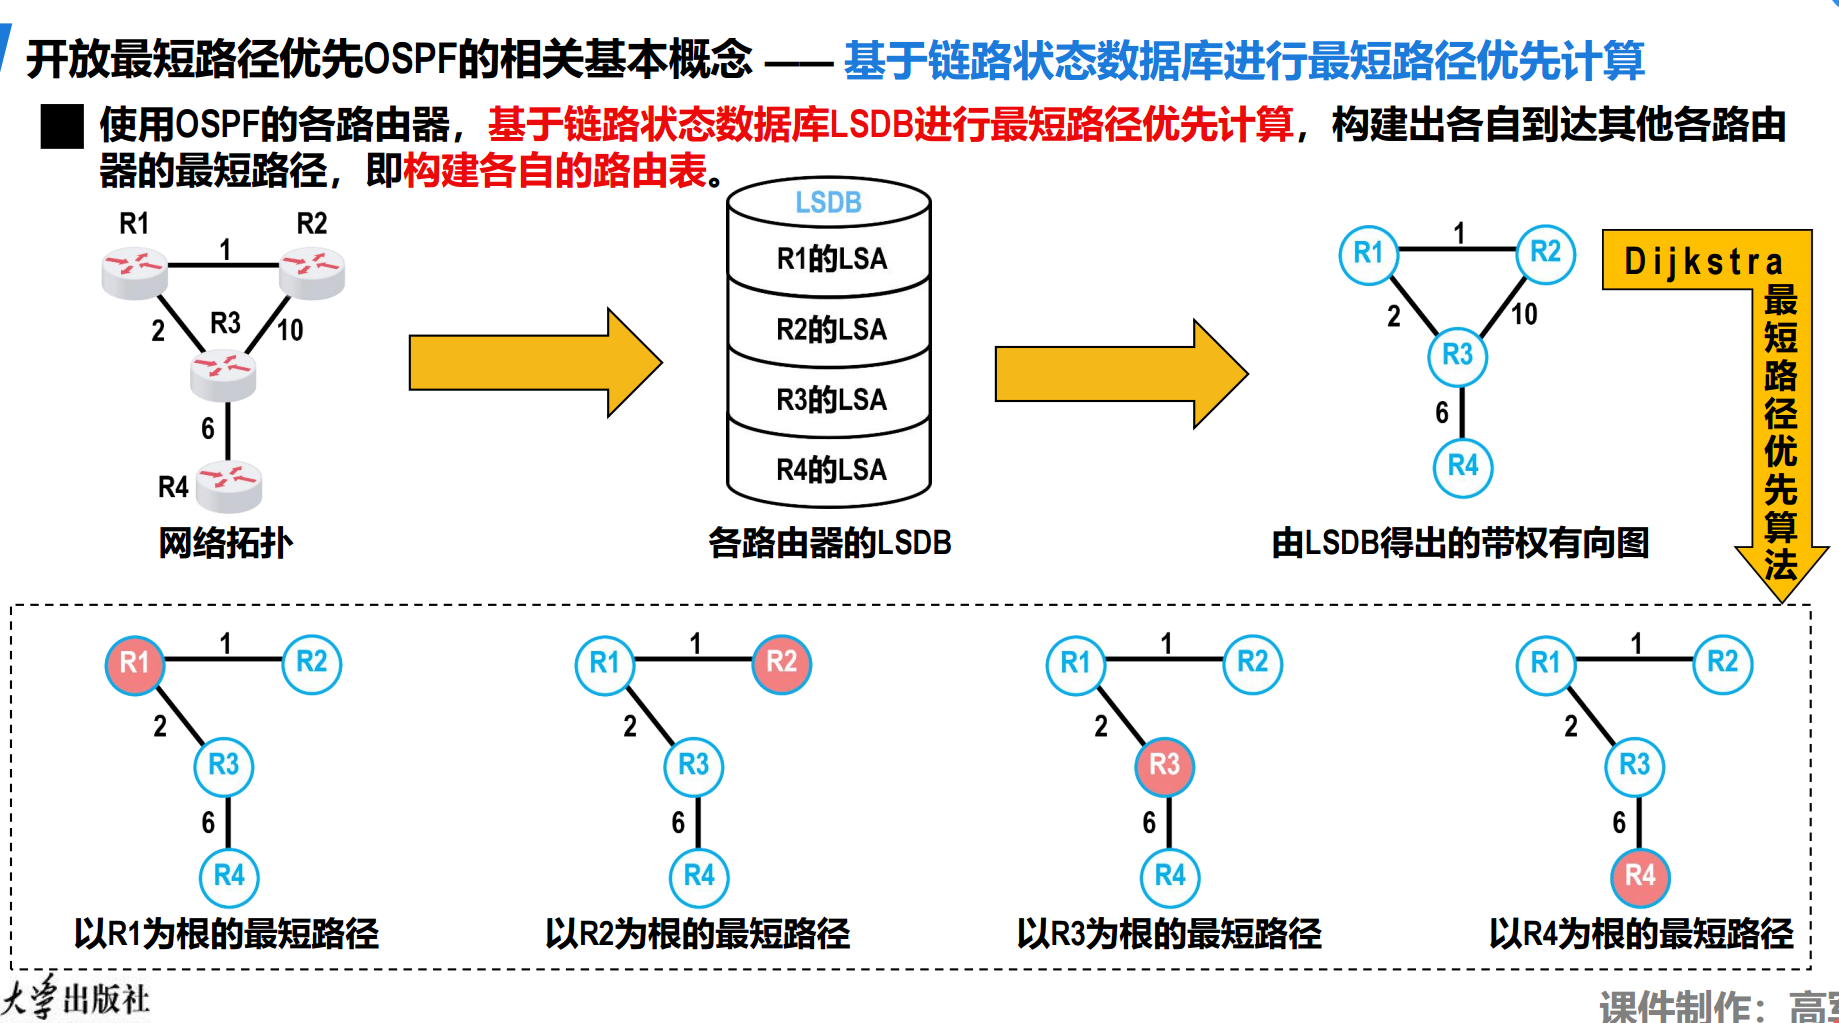 开放最短路径优先OSPF的相关基本概念 —— 基于链路状态数据库进行最短路径优先计算
使用OSPF的各路由器，基于链路状态数据库LSDB进行最短路径优先计算，构建出各自到达其他各路由
器的最短路径，即构建各自的路由表。
R1
R2
1
2
R3
10
6
R4
网络拓扑
LSDB
R1的LSA
R2的LSA
R3的LSA
R4的LSA
各路由器的LSDB
R1
1
R2
2
10
R3
6
R4
由LSDB得出的带权有向图
Dijkstra
最短路径优先算法
R1
1
R2
2
R3
6
R4
以R1为根的最短路径
R1
1
R2
2
R3
6
R4
以R2为根的最短路径
R1
1
R2
2
R3
6
R4
以R3为根的最短路径
R1
1
R2
2
R3
6
R4
以R4为根的最短路径
大学出版社
课件制作：高